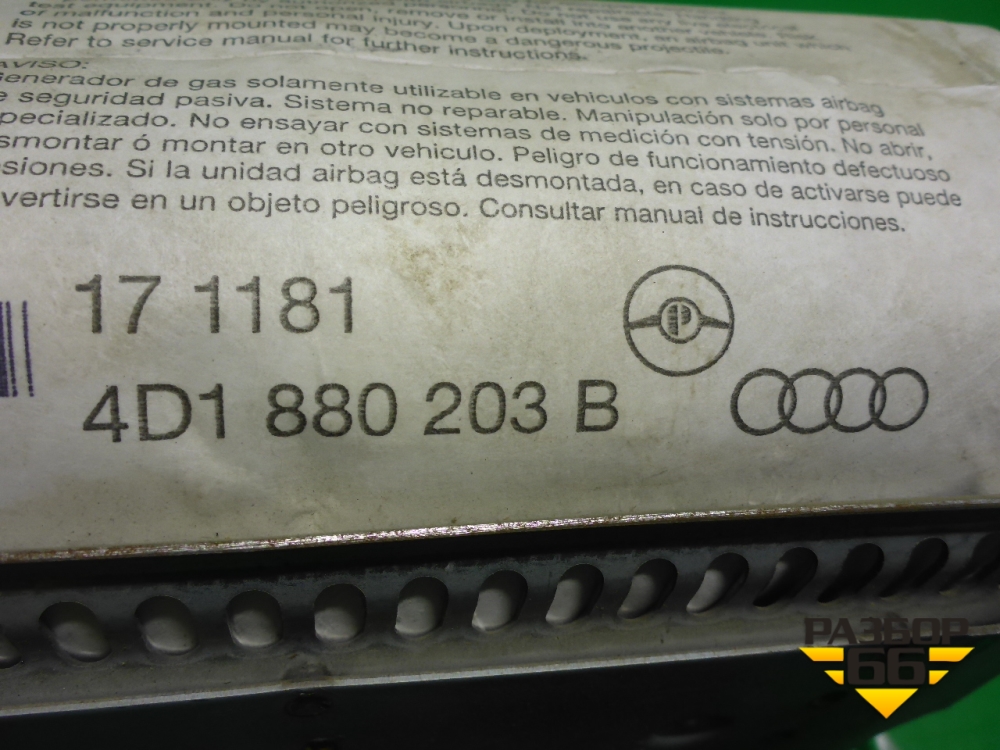 or malfunction and personal injury. Upon deployment, an airbag unit which
is not properly mounted may become a dangerous projectile.
Refer to service manual for further instructions.
AVISO:
Generador de gas solamente utilizable en vehiculos con sistemas airbag
e seguridad pasiva. Sistema no reparable. Manipulación solo por personal
pecializado. No ensayar con sistemas de medición con tensión. No abrir,
smontar ó montar en otro vehiculo. Peligro de funcionamiento defectuoso
siones. Si la unidad airbag está desmontada, en caso de activarse puede
vertirse en un objeto peligroso. Consultar manual de instrucciones.
17 1181
P
4D1 880 203 B
РАЗБОР
66